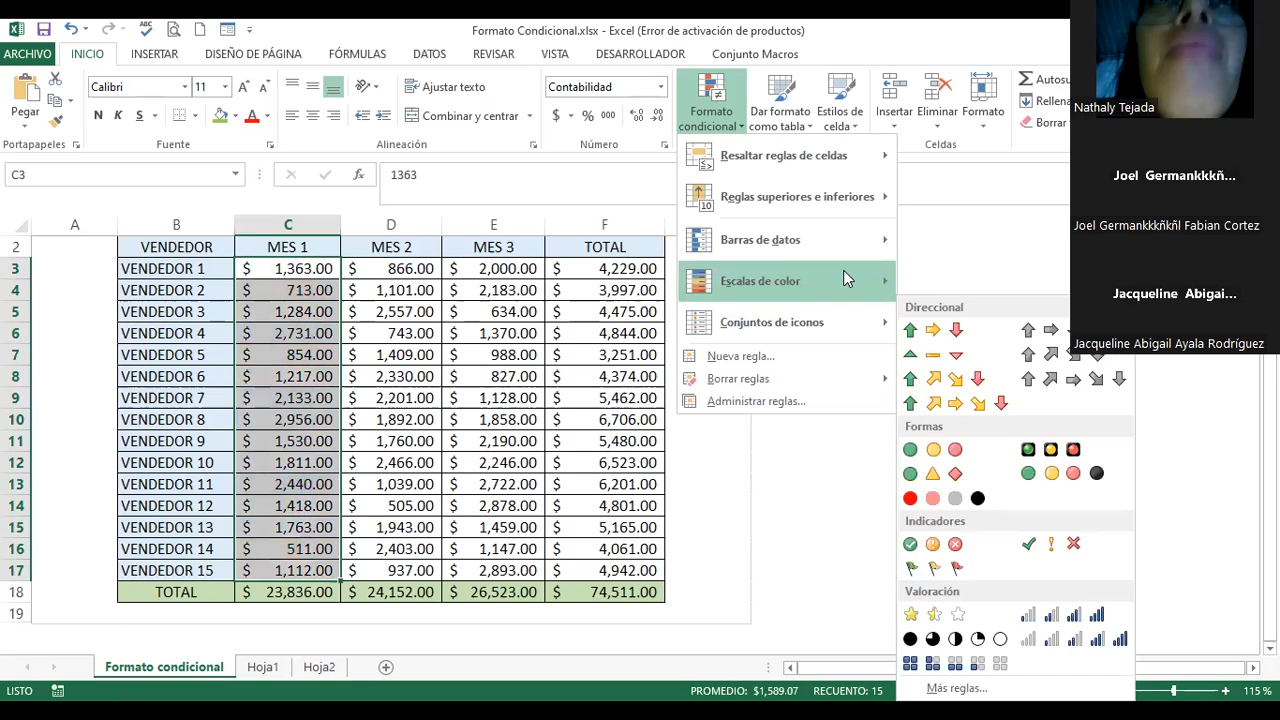 Formato Condicional.xlsx - Excel (Error de activación de productos)
ARCHIVO INICIO INSERTAR DISEÑO DE PÁGINA FÓRMULAS DATOS REVISAR VISTA DESARROLLADOR Conjunto Macros
Pegar
Portapapeles
Calibri 11
N K S
Fuente
Ajustar texto
Combinar y centrar
Alineación
Contabilidad
$ % 000
Número
Formato condicional
Dar formato como tabla
Estilos de celda
Insertar Eliminar Formato
Celdas
Autosu
Rellena
Borrar
Nathaly Tejada
Joel Germankkkñ...
Joel Germankkkñkñl Fabian Cortez
Jacqueline Abigai...
Jacqueline Abigail Ayala Rodríguez
C3 fx 1363
Resaltar reglas de celdas
Reglas superiores e inferiores
Barras de datos
Escalas de color
Conjuntos de iconos
Nueva regla...
Borrar reglas
Administrar reglas...
Direccional
Formas
Indicadores
Valoración
Más reglas...
A B C D E F
2 VENDEDOR MES 1 MES 2 MES 3 TOTAL
3 VENDEDOR 1 $ 1,363.00 $ 866.00 $ 2,000.00 $ 4,229.00
4 VENDEDOR 2 $ 713.00 $ 1,101.00 $ 2,183.00 $ 3,997.00
5 VENDEDOR 3 $ 1,284.00 $ 2,557.00 $ 634.00 $ 4,475.00
6 VENDEDOR 4 $ 2,731.00 $ 743.00 $ 1,370.00 $ 4,844.00
7 VENDEDOR 5 $ 854.00 $ 1,409.00 $ 988.00 $ 3,251.00
8 VENDEDOR 6 $ 1,217.00 $ 2,330.00 $ 827.00 $ 4,374.00
9 VENDEDOR 7 $ 2,133.00 $ 2,201.00 $ 1,128.00 $ 5,462.00
10 VENDEDOR 8 $ 2,956.00 $ 1,892.00 $ 1,858.00 $ 6,706.00
11 VENDEDOR 9 $ 1,530.00 $ 1,760.00 $ 2,190.00 $ 5,480.00
12 VENDEDOR 10 $ 1,811.00 $ 2,466.00 $ 2,246.00 $ 6,523.00
13 VENDEDOR 11 $ 2,440.00 $ 1,039.00 $ 2,722.00 $ 6,201.00
14 VENDEDOR 12 $ 1,418.00 $ 505.00 $ 2,878.00 $ 4,801.00
15 VENDEDOR 13 $ 1,763.00 $ 1,943.00 $ 1,459.00 $ 5,165.00
16 VENDEDOR 14 $ 511.00 $ 2,403.00 $ 1,147.00 $ 4,061.00
17 VENDEDOR 15 $ 1,112.00 $ 937.00 $ 2,893.00 $ 4,942.00
18 TOTAL $ 23,836.00 $ 24,152.00 $ 26,523.00 $ 74,511.00
19
Formato condicional Hoja1 Hoja2
LISTO PROMEDIO: $1,589.07 RECUENTO: 15 115 %